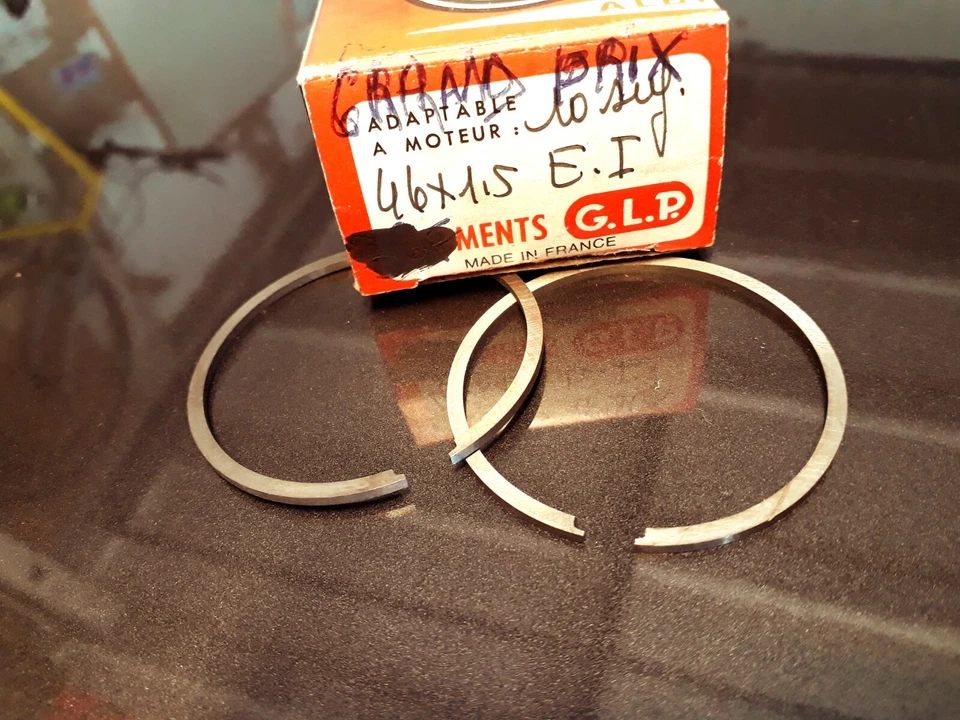 GRAND PRIX
ADAPTABLE
A MOTEUR :
46x1.5 E.I
MENTS G.L.P.
MADE IN FRANCE